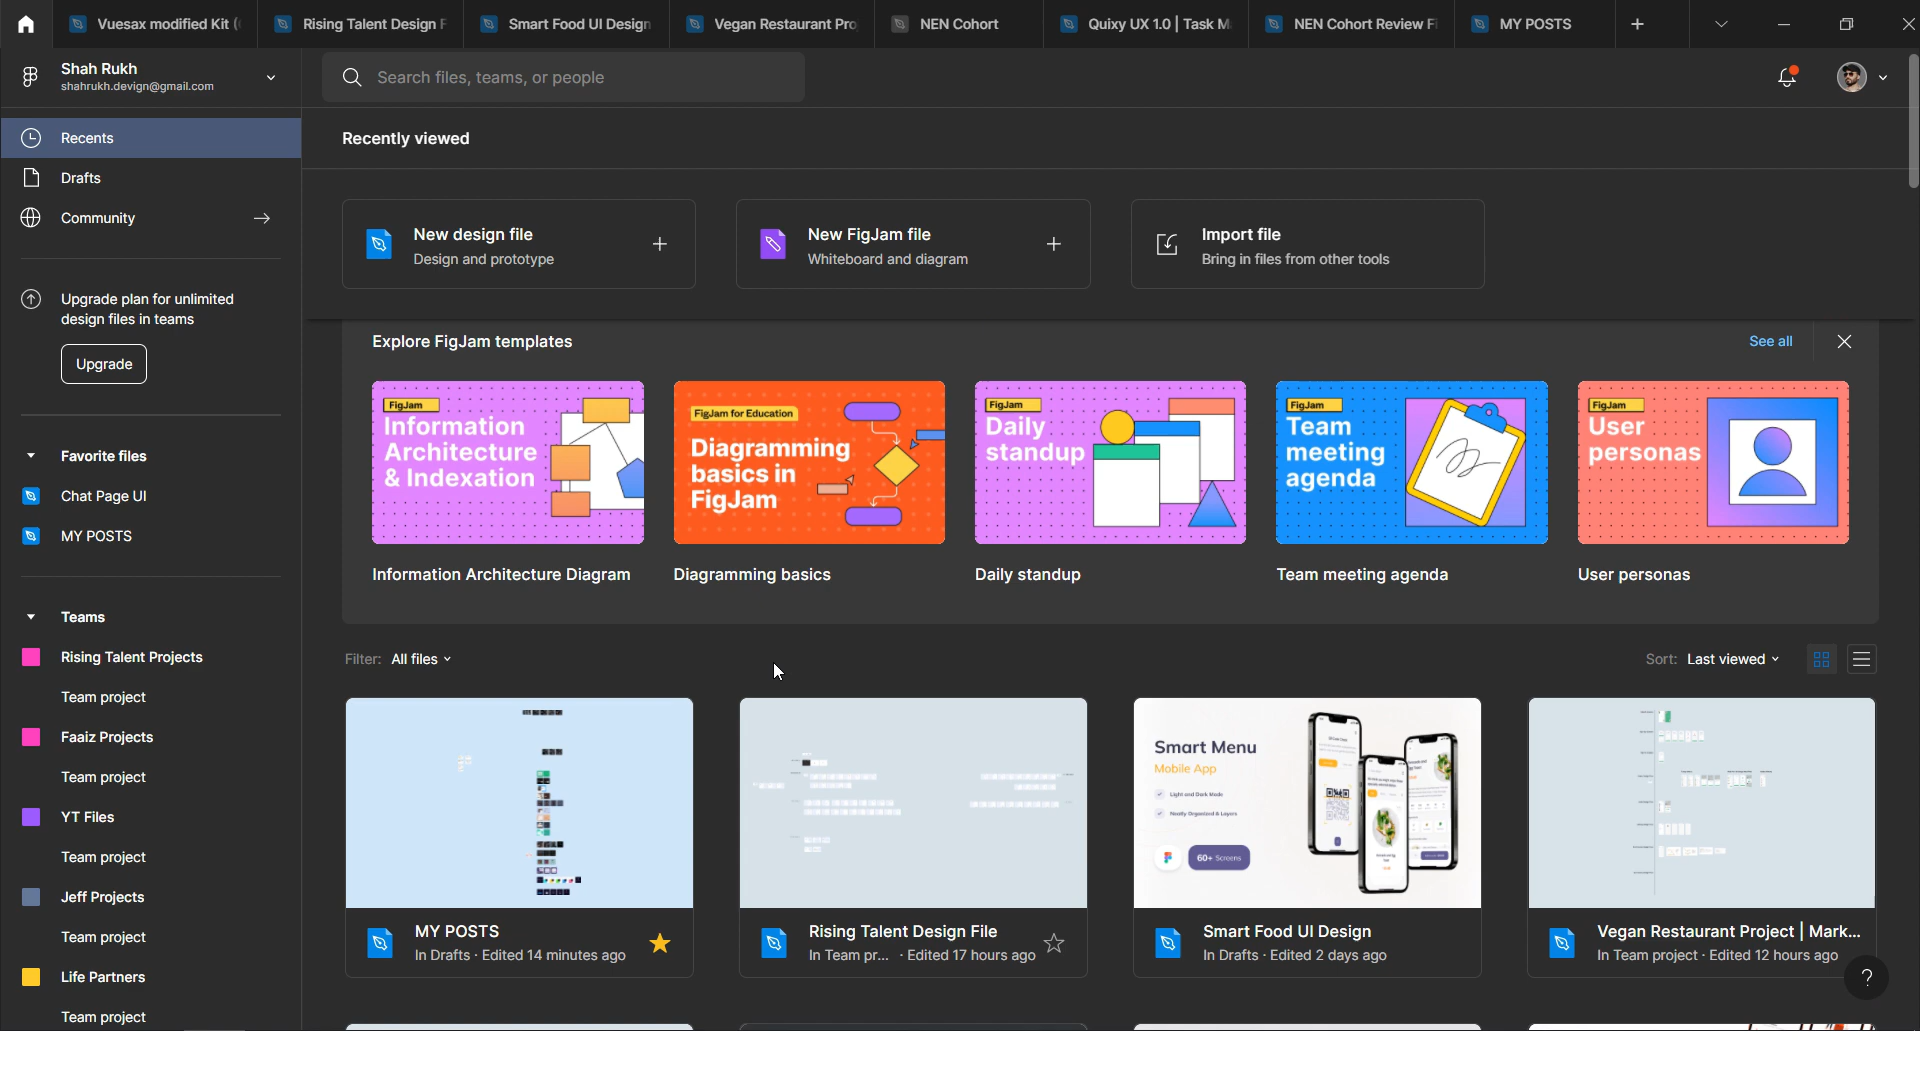 Vuesax modified Kit (
Rising Talent Design F
Smart Food UI Design
Vegan Restaurant Pro
NEN Cohort
Quixy UX 1.0 | Task M
NEN Cohort Review Fi
MY POSTS
Shah Rukh
shahrukh.devign@gmail.com
Search files, teams, or people
Recents
Drafts
Community
Upgrade plan for unlimited
design files in teams
Upgrade
Favorite files
Chat Page UI
MY POSTS
Teams
Rising Talent Projects
Team project
Faaiz Projects
Team project
YT Files
Team project
Jeff Projects
Team project
Life Partners
Team project
Recently viewed
New design file
Design and prototype
New FigJam file
Whiteboard and diagram
Import file
Bring in files from other tools
Explore FigJam templates
See all
FigJam
Information
Architecture
& Indexation
Information Architecture Diagram
FigJam for Education
Diagramming
basics in
FigJam
Diagramming basics
FigJam
Daily
standup
Daily standup
FigJam
Team
meeting
agenda
Team meeting agenda
FigJam
User
personas
User personas
Filter: All files
Sort: Last viewed
MY POSTS
In Drafts · Edited 14 minutes ago
Rising Talent Design File
In Team pr... · Edited 17 hours ago
Smart Menu
Mobile App
Light and Dark Mode
Neatly Organized & Layers
60+ Screens
Smart Food UI Design
In Drafts · Edited 2 days ago
Vegan Restaurant Project | Mark...
In Team project · Edited 12 hours ago
?